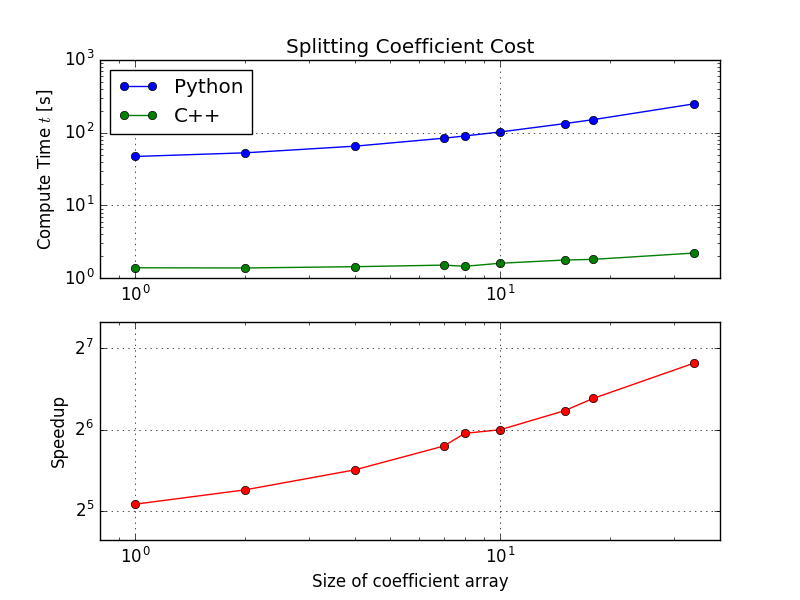 Splitting Coefficient Cost
10³
10²
10¹
10⁰
Compute Time t [s]
Python
C++
10⁰ 10¹
2⁷
2⁶
2⁵
Speedup
10⁰ 10¹
Size of coefficient array